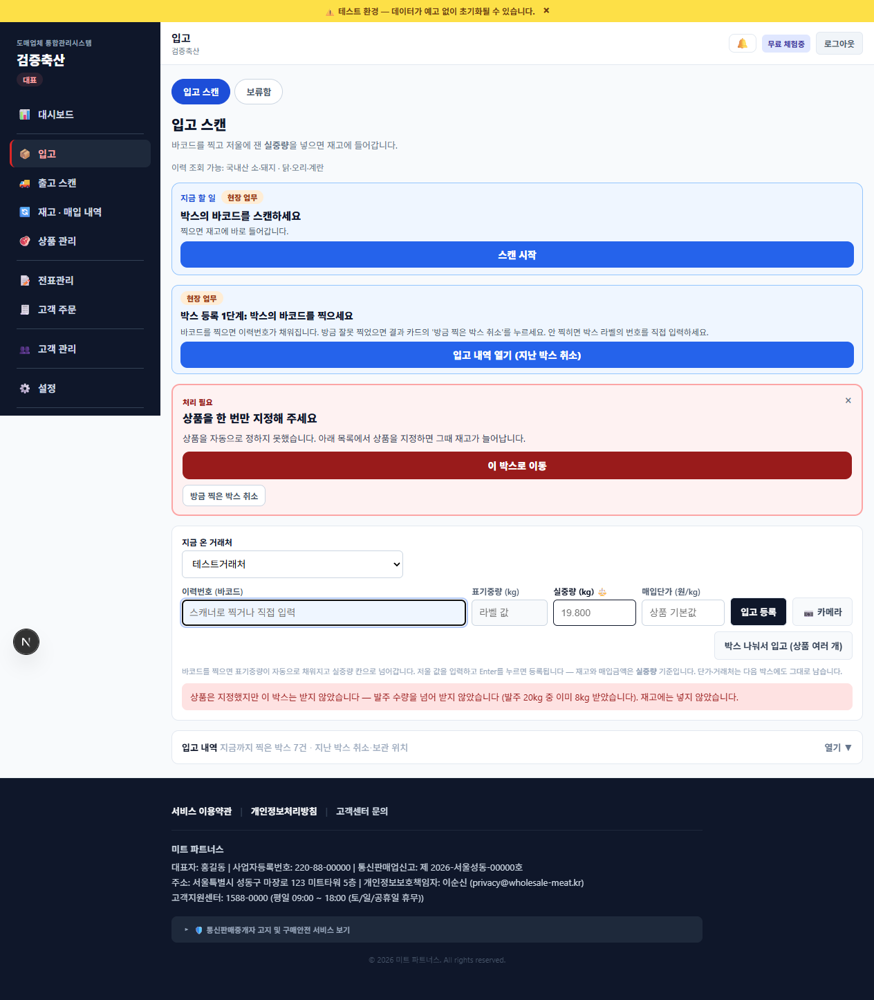 ⚠️ 테스트 환경 — 데이터가 예고 없이 초기화될 수 있습니다. ×
도매업체 통합관리시스템
검증축산
대표
대시보드
입고
출고 스캔
재고 · 매입 내역
상품 관리
전표관리
고객 주문
고객 관리
설정
입고
검증축산
무료 체험중
로그아웃
입고 스캔
보류함
입고 스캔
바코드를 찍고 저울에 잰 실중량을 넣으면 재고에 들어갑니다.
이력 조회 가능: 국내산 소·돼지 · 닭·오리·계란
지금 할 일 현장 업무
박스의 바코드를 스캔하세요
찍으면 재고에 바로 들어갑니다.
스캔 시작
현장 업무
박스 등록 1단계: 박스의 바코드를 찍으세요
바코드를 찍으면 이력번호가 채워집니다. 방금 잘못 찍었으면 결과 카드의 '방금 찍은 박스 취소'를 누르세요. 안 찍히면 박스 라벨의 번호를 직접 입력하세요.
입고 내역 열기 (지난 박스 취소)
처리 필요 ×
상품을 한 번만 지정해 주세요
상품을 자동으로 정하지 못했습니다. 아래 목록에서 상품을 지정하면 그때 재고가 늘어납니다.
이 박스로 이동
방금 찍은 박스 취소
지금 온 거래처
테스트거래처
이력번호 (바코드) 표기중량 (kg) 실중량 (kg) ⚖️ 매입단가 (원/kg)
스캐너로 찍거나 직접 입력 라벨 값 19.800 상품 기본값 입고 등록 📷 카메라
박스 나눠서 입고 (상품 여러 개)
바코드를 찍으면 표기중량이 자동으로 채워지고 실중량 칸으로 넘어갑니다. 저울 값을 입력하고 Enter를 누르면 등록됩니다 — 재고와 매입금액은 실중량 기준입니다. 단가·거래처는 다음 박스에도 그대로 남습니다.
상품은 지정했지만 이 박스는 받지 않았습니다 — 발주 수량을 넘어 받지 않았습니다 (발주 20kg 중 이미 8kg 받았습니다). 재고에는 넣지 않았습니다.
입고 내역 지금까지 찍은 박스 7건 · 지난 박스 취소·보관 위치 열기 ▼
N
서비스 이용약관 | 개인정보처리방침 | 고객센터 문의
미트 파트너스
대표자: 홍길동 | 사업자등록번호: 220-88-00000 | 통신판매업신고: 제 2026-서울성동-00000호
주소: 서울특별시 성동구 마장로 123 미트타워 5층 | 개인정보보호책임자: 이순신 (privacy@wholesale-meat.kr)
고객지원센터: 1588-0000 (평일 09:00 ~ 18:00 (토/일/공휴일 휴무))
▸ 🛡️ 통신판매중개자 고지 및 구매안전 서비스 보기
© 2026 미트 파트너스. All rights reserved.